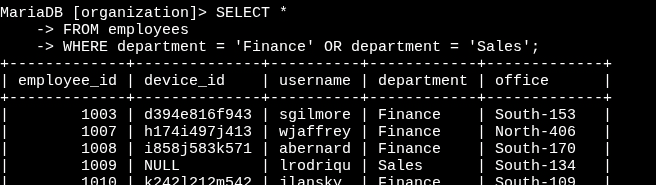 MariaDB [organization]> SELECT *
    -> FROM employees
    -> WHERE department = 'Finance' OR department = 'Sales';
+-------------+--------------+----------+------------+-------------+
| employee_id | device_id    | username | department | office      |
+-------------+--------------+----------+------------+-------------+
|        1003 | d394e816f943 | sgilmore | Finance    | South-153   |
|        1007 | h174i497j413 | wjaffrey | Finance    | North-406   |
|        1008 | i858j583k571 | abernard | Finance    | South-170   |
|        1009 | NULL         | lrodriqu | Sales      | South-134   |
|        1010 | k242l212m542 | jlansky  | Finance    | South-109   |